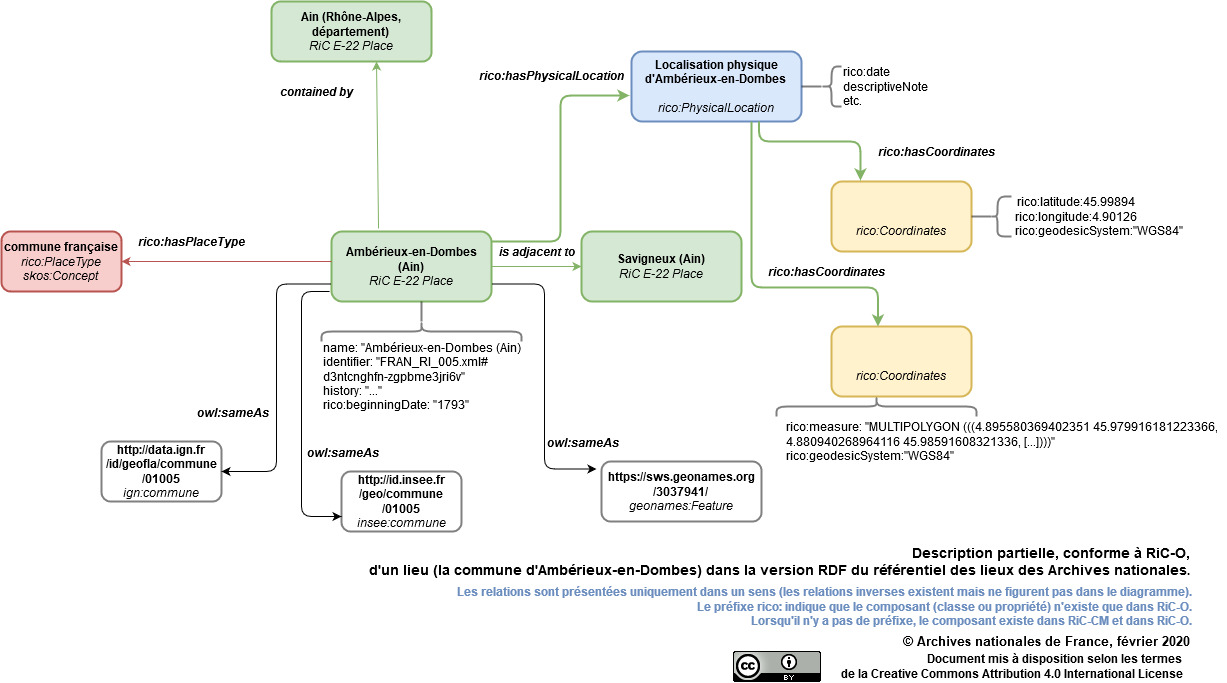 Ain (Rhône-Alpes,
département)
RiC E-22 Place
contained by
rico:hasPhysicalLocation
Localisation physique
d'Ambérieux-en-Dombes
rico:PhysicalLocation
rico:date
descriptiveNote
etc.
rico:hasCoordinates
rico:Coordinates
rico:latitude:45.99894
rico:longitude:4.90126
rico:geodesicSystem:"WGS84"
commune française
rico:PlaceType
skos:Concept
rico:hasPlaceType
Ambérieux-en-Dombes
(Ain)
RiC E-22 Place
is adjacent to
Savigneux (Ain)
RiC E-22 Place
rico:hasCoordinates
rico:Coordinates
name: "Ambérieux-en-Dombes (Ain)
identifier: "FRAN_RI_005.xml#
d3ntcnghfn-zgpbme3jri6v"
history: "..."
rico:beginningDate: "1793"
rico:measure: "MULTIPOLYGON (((4.895580369402351 45.979916181223366,
4.880940268964116 45.98591608321336, [...])))"
rico:geodesicSystem:"WGS84"
owl:sameAs
http://data.ign.fr
/id/geofla/commune
/01005
ign:commune
owl:sameAs
http://id.insee.fr
/geo/commune
/01005
insee:commune
owl:sameAs
https://sws.geonames.org
/3037941/
geonames:Feature
Description partielle, conforme à RiC-O,
d'un lieu (la commune d'Ambérieux-en-Dombes) dans la version RDF du référentiel des lieux des Archives nationales.
Les relations sont présentées uniquement dans un sens (les relations inverses existent mais ne figurent pas dans le diagramme).
Le préfixe rico: indique que le composant (classe ou propriété) n'existe que dans RiC-O.
Lorsqu'il n'y a pas de préfixe, le composant existe dans RiC-CM et dans RiC-O.
© Archives nationales de France, février 2020
Document mis à disposition selon les termes
de la Creative Commons Attribution 4.0 International License
cc BY